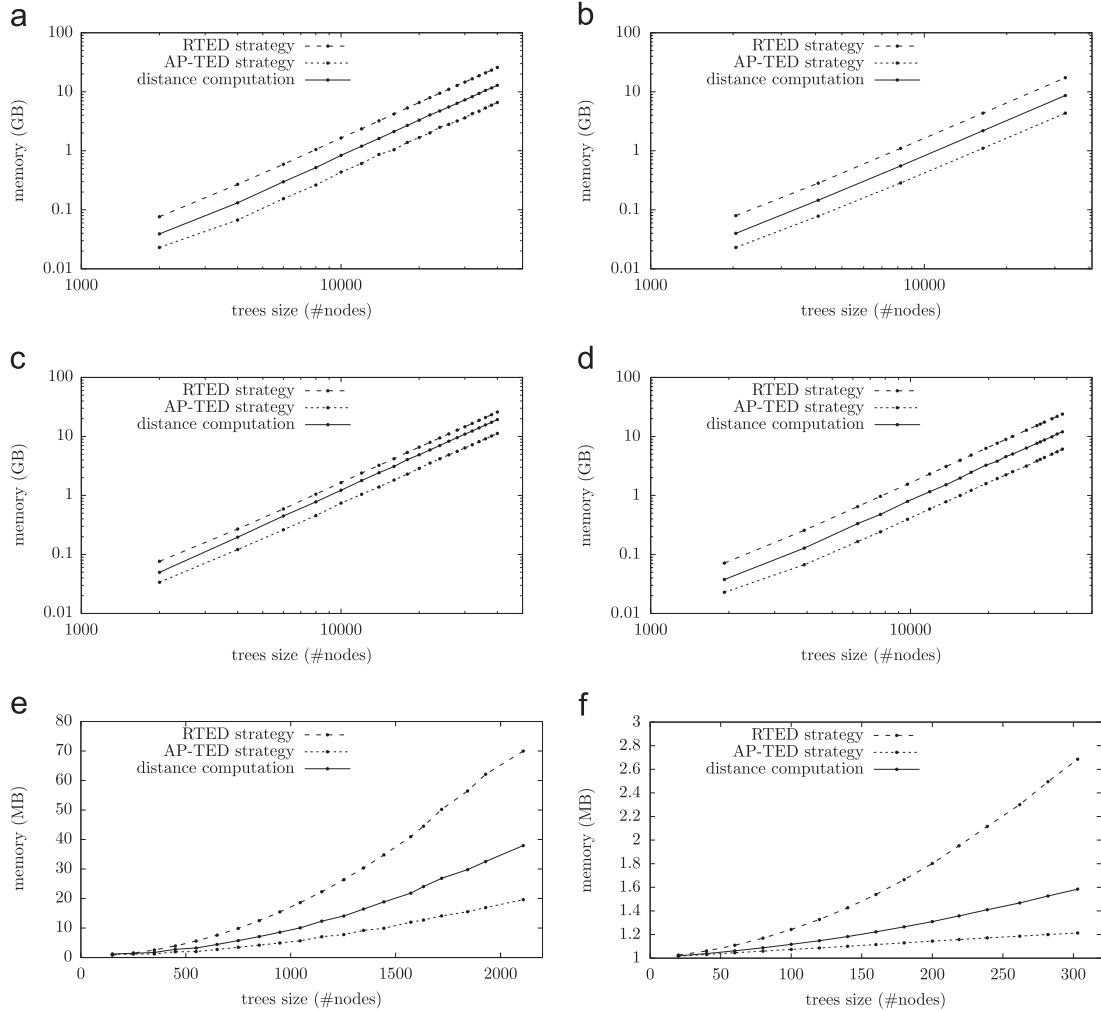 a
100
10
1
0.1
0.01
1000
10000
memory (GB)
trees size (#nodes)
RTED strategy
AP-TED strategy
distance computation
b
100
10
1
0.1
0.01
1000
10000
memory (GB)
trees size (#nodes)
RTED strategy
AP-TED strategy
distance computation
c
100
10
1
0.1
0.01
1000
10000
memory (GB)
trees size (#nodes)
RTED strategy
AP-TED strategy
distance computation
d
100
10
1
0.1
0.01
1000
10000
memory (GB)
trees size (#nodes)
RTED strategy
AP-TED strategy
distance computation
e
80
70
60
50
40
30
20
10
0
0
500
1000
1500
2000
memory (MB)
trees size (#nodes)
RTED strategy
AP-TED strategy
distance computation
f
3
2.8
2.6
2.4
2.2
2
1.8
1.6
1.4
1.2
1
0
50
100
150
200
250
300
memory (MB)
trees size (#nodes)
RTED strategy
AP-TED strategy
distance computation